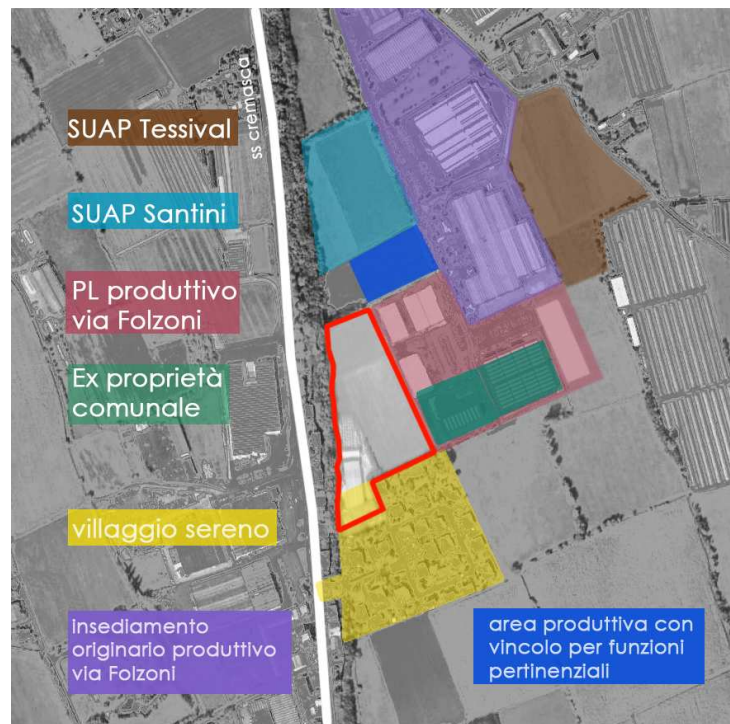 ss cremasca
SUAP Tessival
SUAP Santini
PL produttivo
via Folzoni
Ex proprietà
comunale
villaggio sereno
insediamento
originario produttivo
via Folzoni
area produttiva con
vincolo per funzioni
pertinenziali